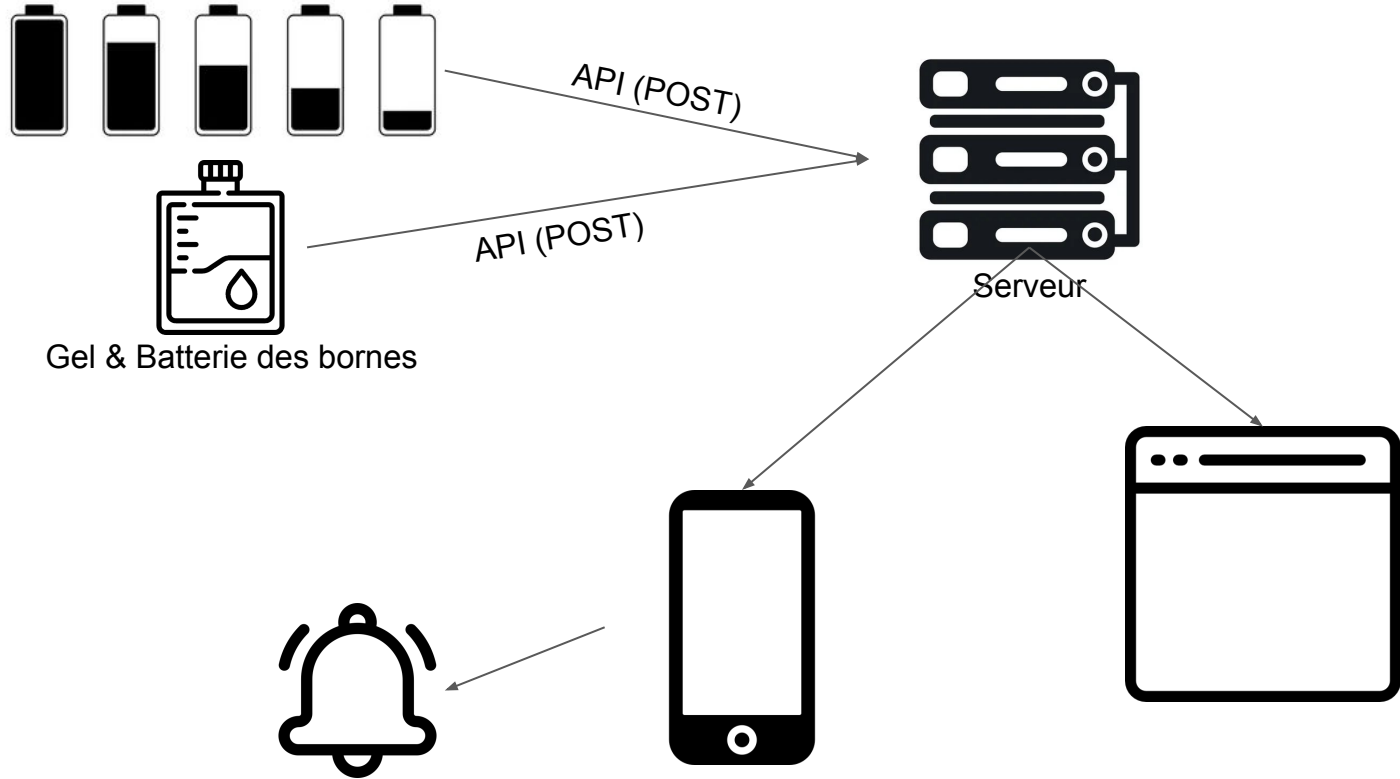 API (POST)
API (POST)
Serveur
Gel & Batterie des bornes